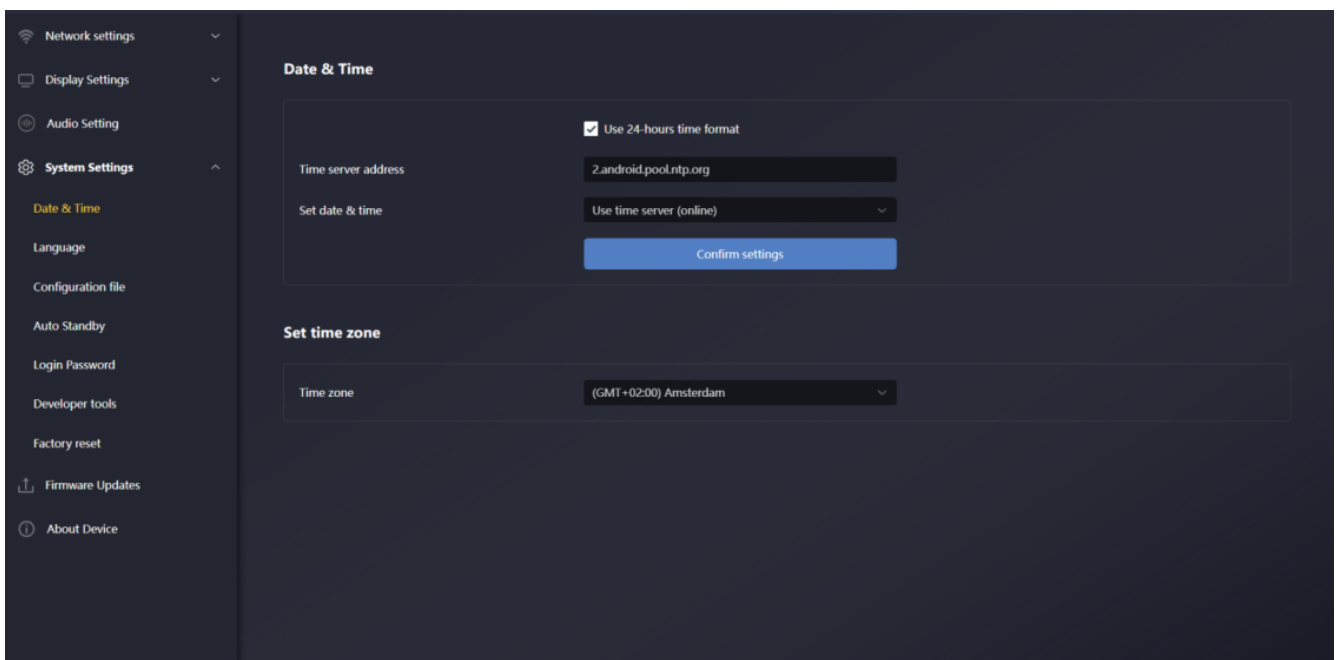 Network settings
Display Settings
Audio Setting
System Settings
Date & Time
Language
Configuration file
Auto Standby
Login Password
Developer tools
Factory reset
Firmware Updates
About Device
Date & Time
Use 24-hours time format
Time server address
2.android.pool.ntp.org
Set date & time
Use time server (online)
Confirm settings
Set time zone
Time zone
(GMT+02:00) Amsterdam